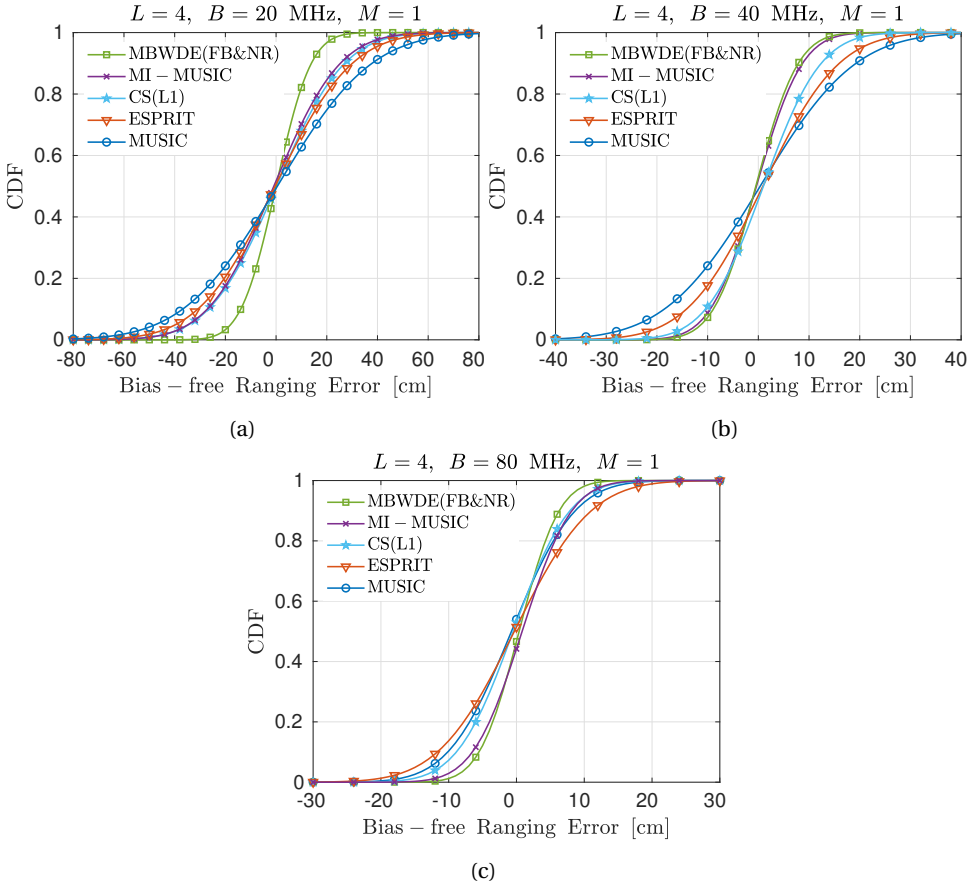 L = 4, B = 20 MHz, M = 1
CDF
1
0.8
0.6
0.4
0.2
0
MBWDE(FB&NR)
MI − MUSIC
CS(L1)
ESPRIT
MUSIC
-80 -60 -40 -20 0 20 40 60 80
Bias − free Ranging Error [cm]
(a)
L = 4, B = 40 MHz, M = 1
CDF
1
0.8
0.6
0.4
0.2
0
MBWDE(FB&NR)
MI − MUSIC
CS(L1)
ESPRIT
MUSIC
-40 -20 -10 0 10 20 32 40
Bias − free Ranging Error [cm]
(b)
L = 4, B = 80 MHz, M = 1
CDF
1
0.8
0.6
0.4
0.2
0
MBWDE(FB&NR)
MI − MUSIC
CS(L1)
ESPRIT
MUSIC
-30 -20 -10 0 10 20 30
Bias − free Ranging Error [cm]
(c)